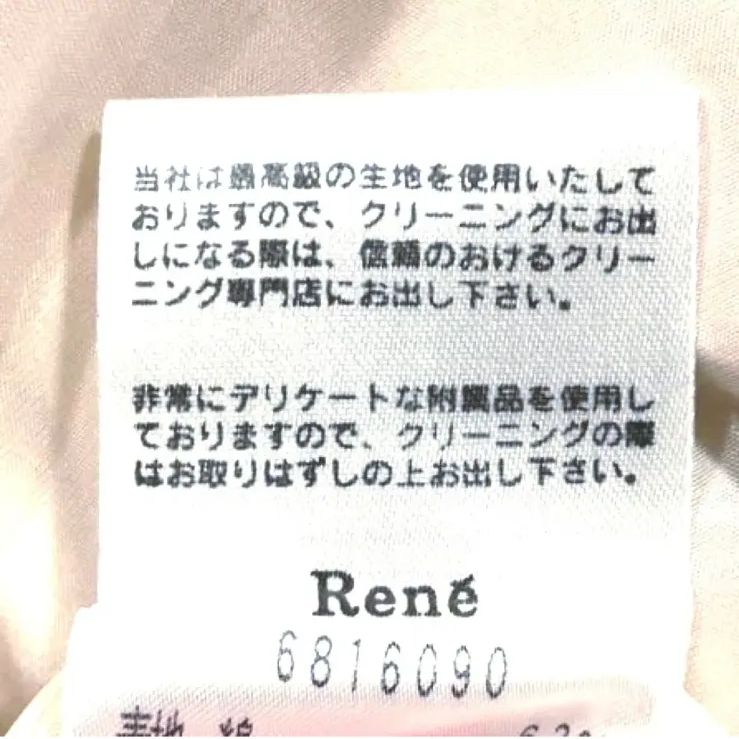 当社は最高級の生地を使用いたして
おりますので、クリーニングにお出
しになる際は、信頼のおけるクリー
ニング専門店にお出し下さい。
非常にデリケートな附属品を使用し
ておりますので、クリーニングの際
はお取りはずしの上お出し下さい。
René
6816090